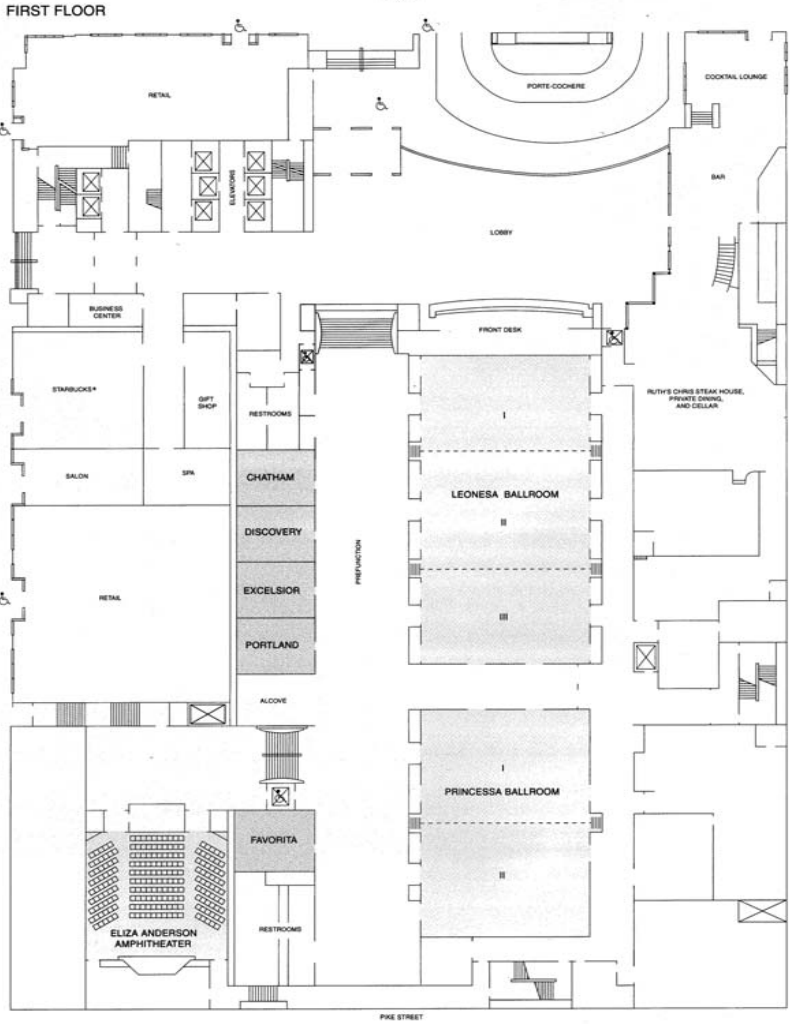 FIRST FLOOR
RETAIL
PORTE-COCHERE
COCKTAIL LOUNGE
ELEVATORS
BAR
LOBBY
BUSINESS
CENTER
FRONT DESK
STARBUCKS*
GIFT
SHOP
RESTROOMS
I
RUTH'S CHRIS STEAK HOUSE,
PRIVATE DINING,
AND CELLAR
SALON
SPA
CHATHAM
LEONESA BALLROOM
II
DISCOVERY
PREFUNCTION
EXCELSIOR
RETAIL
III
PORTLAND
ALCOVE
I
PRINCESSA BALLROOM
FAVORITA
II
ELIZA ANDERSON
AMPHITHEATER
RESTROOMS
PIKE STREET